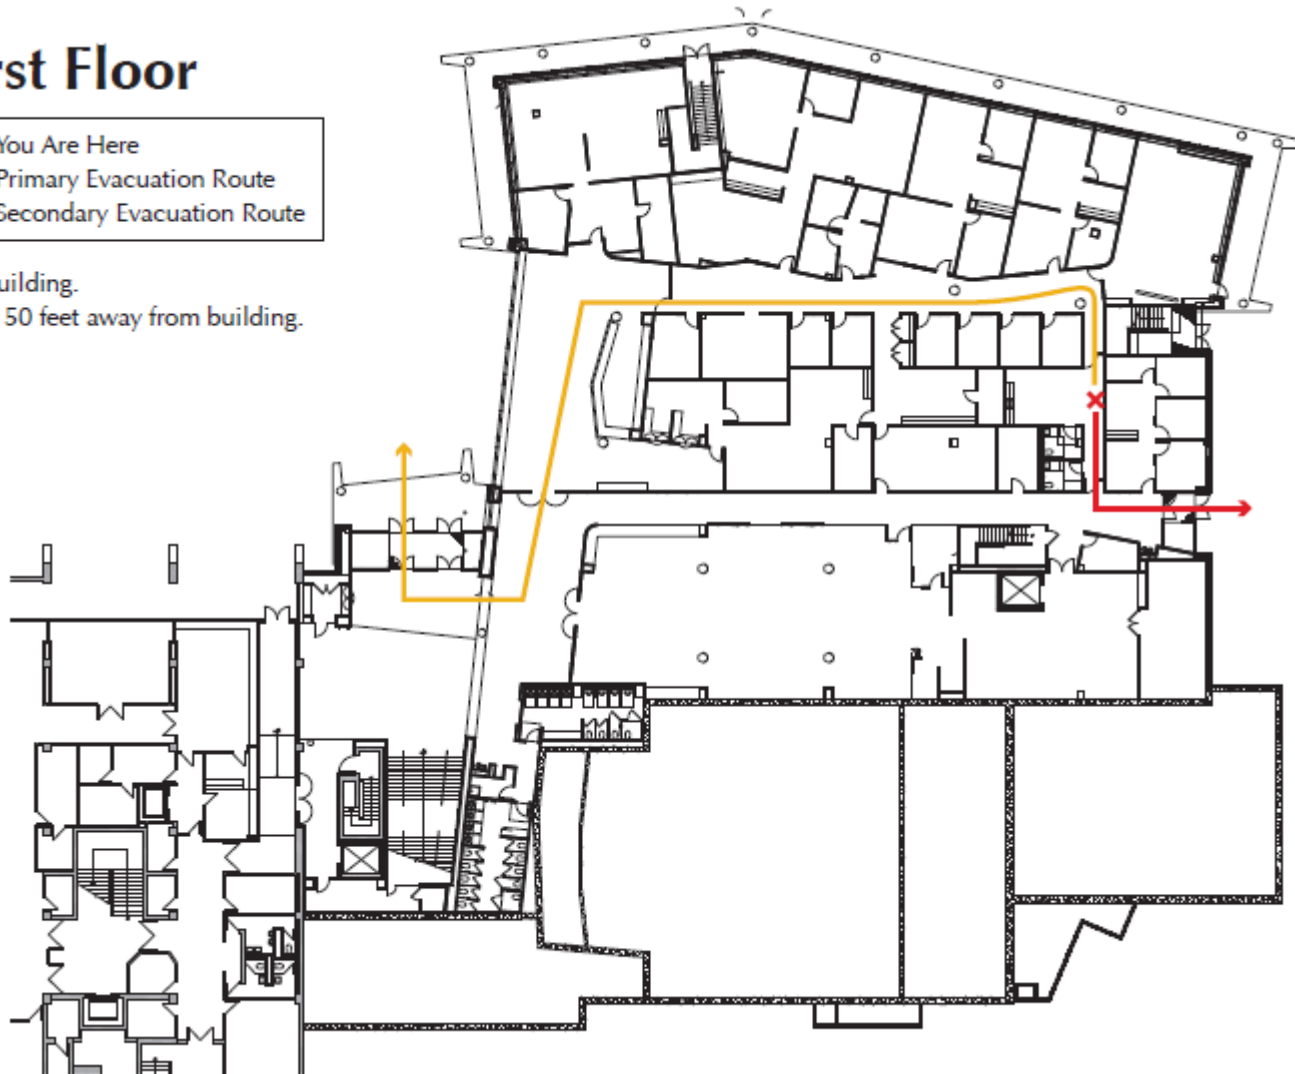 rst Floor
You Are Here
Primary Evacuation Route
Secondary Evacuation Route
uilding.
50 feet away from building.